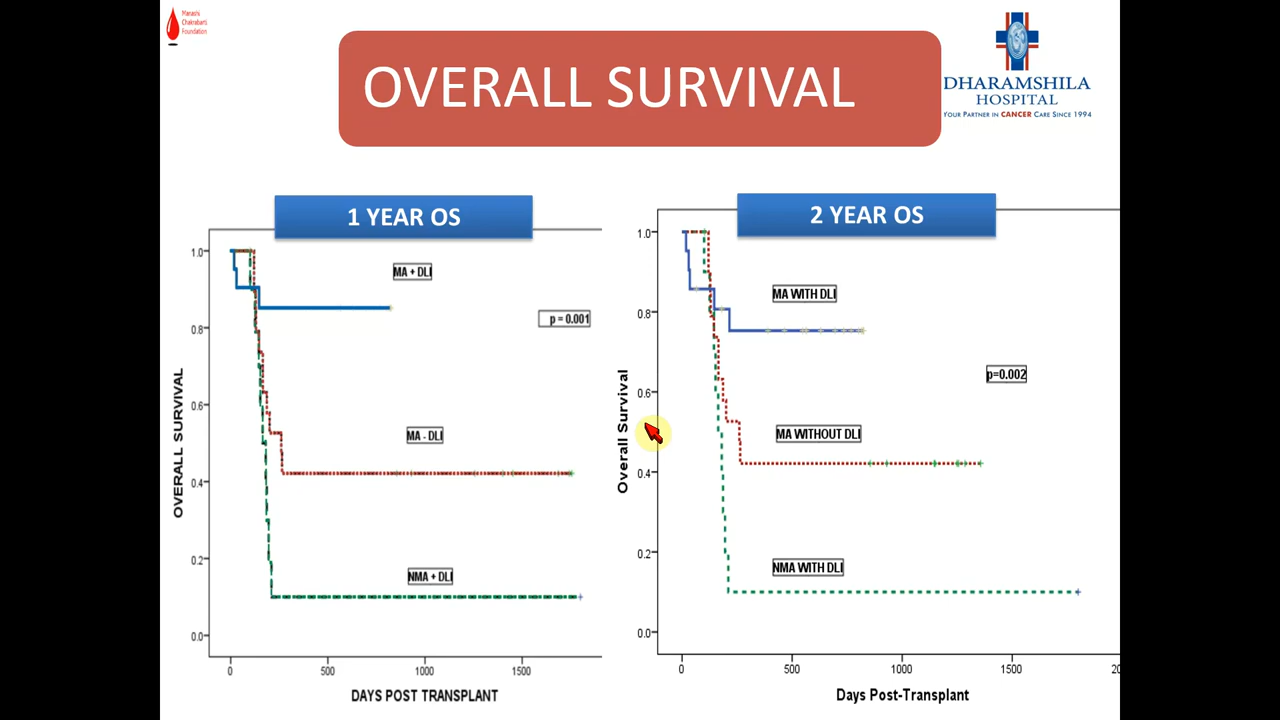 Manashi
Chakrabarti
Foundation
OVERALL SURVIVAL
DHARAMSHILA
HOSPITAL
YOUR PARTNER IN CANCER CARE SINCE 1994
1 YEAR OS
1.0
0.8
0.6
0.4
0.2
0.0
OVERALL SURVIVAL
MA + DLI
p = 0.001
MA - DLI
NMA + DLI
0 500 1000 1500
DAYS POST TRANSPLANT
2 YEAR OS
1.0
0.8
0.6
0.4
0.2
0.0
Overall Survival
MA WITH DLI
p=0.002
MA WITHOUT DLI
NMA WITH DLI
0 500 1000 1500
Days Post-Transplant